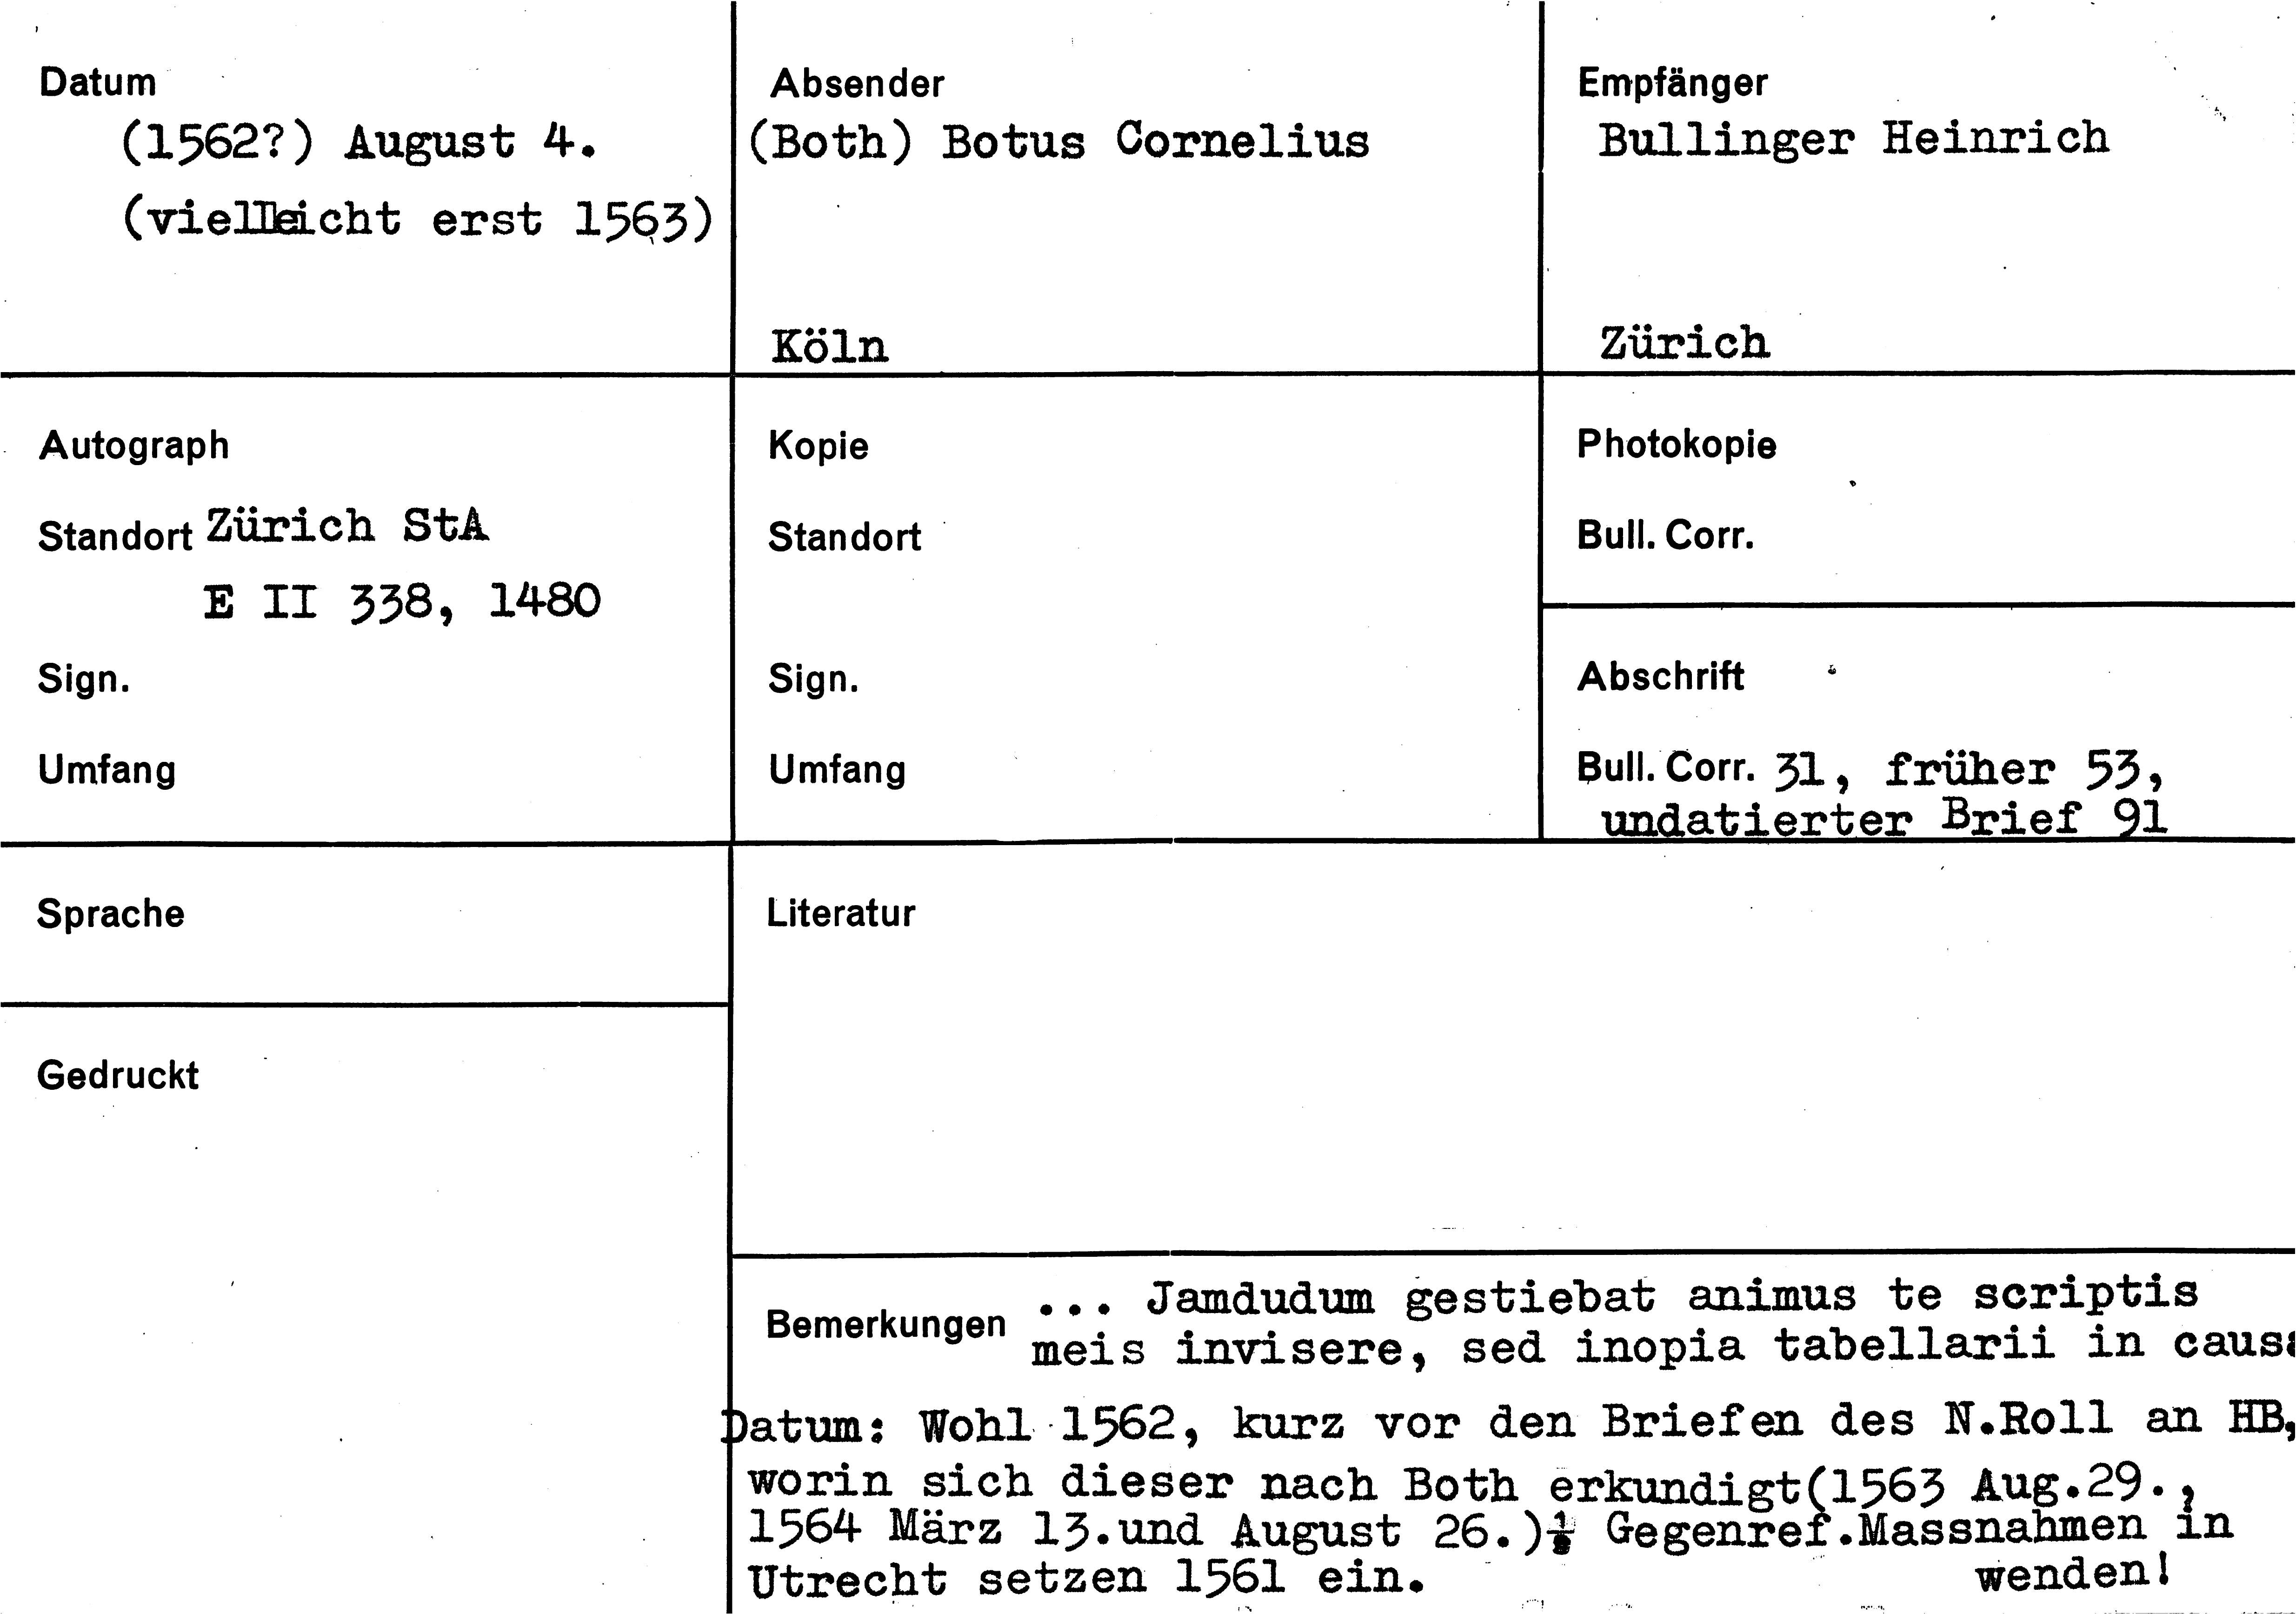 Datum
(1562?) August 4.
(vielleicht erst 1563)
Absender
(Both) Botus Cornelius
Köln
Empfänger
Bullinger Heinrich
Zürich
Autograph
Standort Zürich StA
E II 338, 1480
Sign.
Umfang
Kopie
Standort
Sign.
Umfang
Photokopie
Bull. Corr.
Abschrift
Bull. Corr. 31, früher 53,
undatierter Brief 91
Sprache
Gedruckt
Literatur
Bemerkungen ... Jamdudum gestiebat animus te scriptis
meis invisere, sed inopia tabellarii in causa
Datum: Wohl 1562, kurz vor den Briefen des N.Roll an HB,
worin sich dieser nach Both erkundigt(1563 Aug.29.,
1564 März 13.und August 26.) Gegenref.Massnahmen in
Utrecht setzen 1561 ein.
wenden!